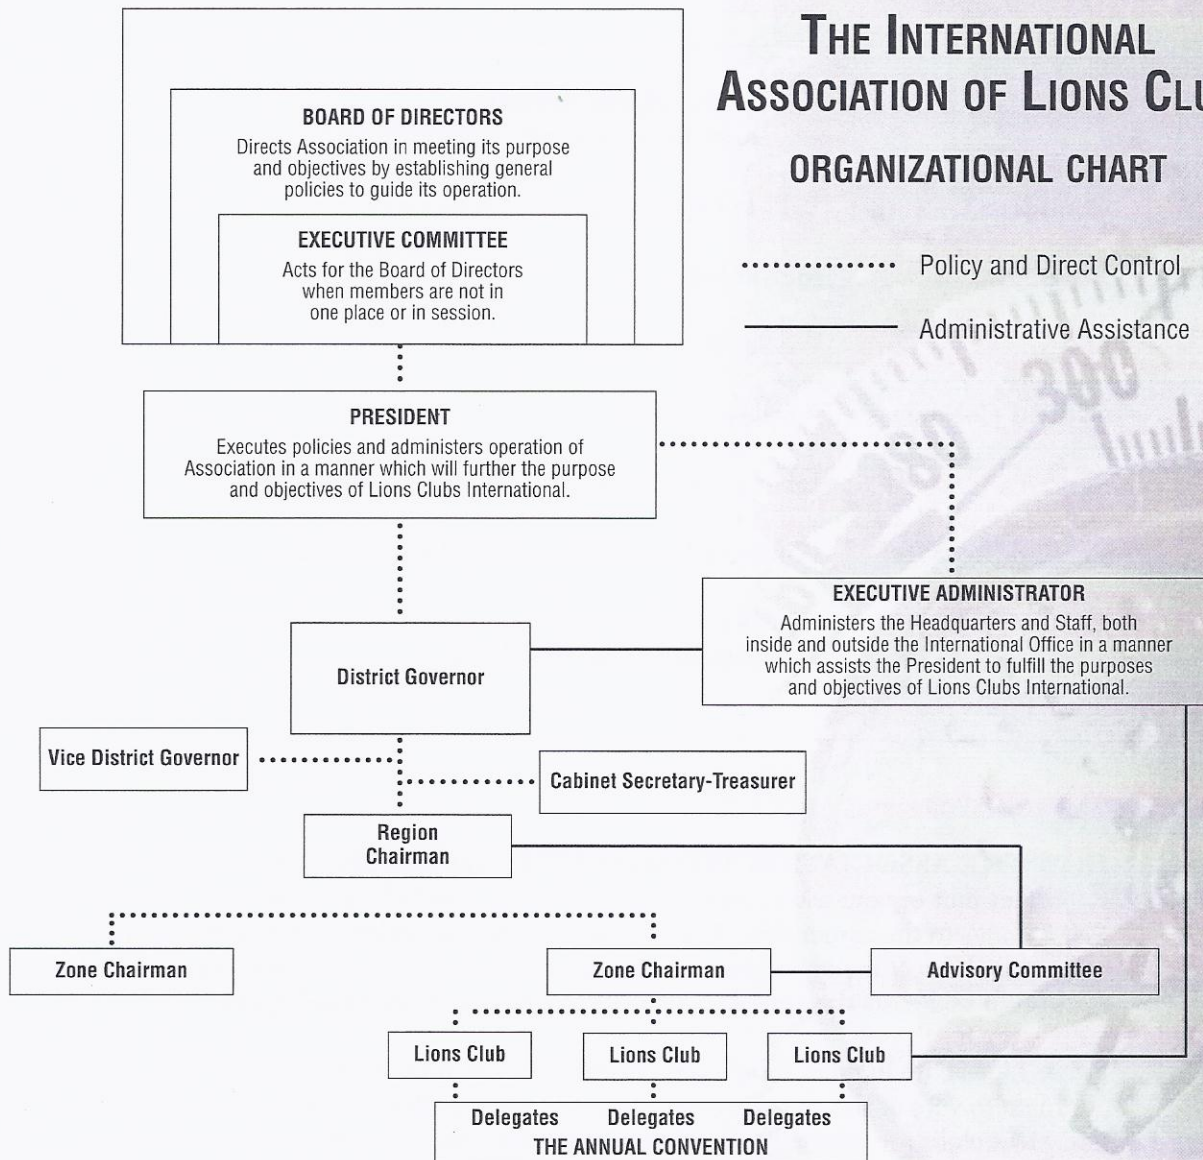 THE INTERNATIONAL
ASSOCIATION OF LIONS CLU
ORGANIZATIONAL CHART
Policy and Direct Control
Administrative Assistance
BOARD OF DIRECTORS
Directs Association in meeting its purpose
and objectives by establishing general
policies to guide its operation.
EXECUTIVE COMMITTEE
Acts for the Board of Directors
when members are not in
one place or in session.
PRESIDENT
Executes policies and administers operation of
Association in a manner which will further the purpose
and objectives of Lions Clubs International.
EXECUTIVE ADMINISTRATOR
Administers the Headquarters and Staff, both
inside and outside the International Office in a manner
which assists the President to fulfill the purposes
and objectives of Lions Clubs International.
District Governor
Vice District Governor
Cabinet Secretary-Treasurer
Region
Chairman
Zone Chairman
Zone Chairman
Advisory Committee
Lions Club
Lions Club
Lions Club
Delegates Delegates Delegates
THE ANNUAL CONVENTION
300